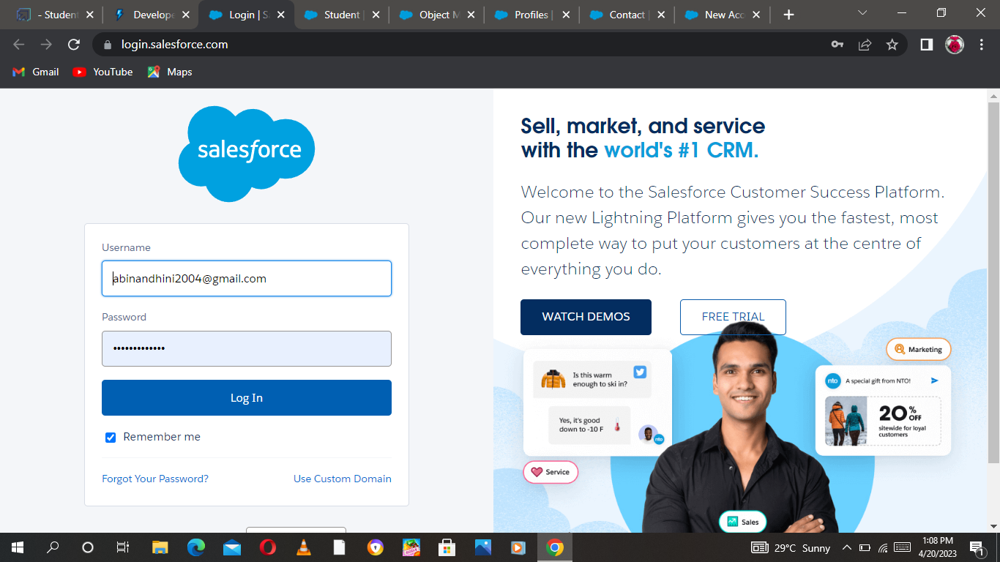 - Student
Develope
Login | S
Student |
Object M
Profiles |
Contact |
New Acc
login.salesforce.com
Gmail
YouTube
Maps
salesforce
Username
abinandhini2004@gmail.com
Password
•••••••••••••
Log In
Remember me
Forgot Your Password?
Use Custom Domain
Sell, market, and service
with the world's #1 CRM.
Welcome to the Salesforce Customer Success Platform.
Our new Lightning Platform gives you the fastest, most
complete way to put your customers at the centre of
everything you do.
WATCH DEMOS
FREE TRIAL
Is this warm
enough to ski in?
Yes, it's good
down to -10 F
nto
Service
Marketing
nto
A special gift from NTO!
20% OFF
sitewide for loyal
customers
Sales
29°C Sunny
1:08 PM
4/20/2023
1